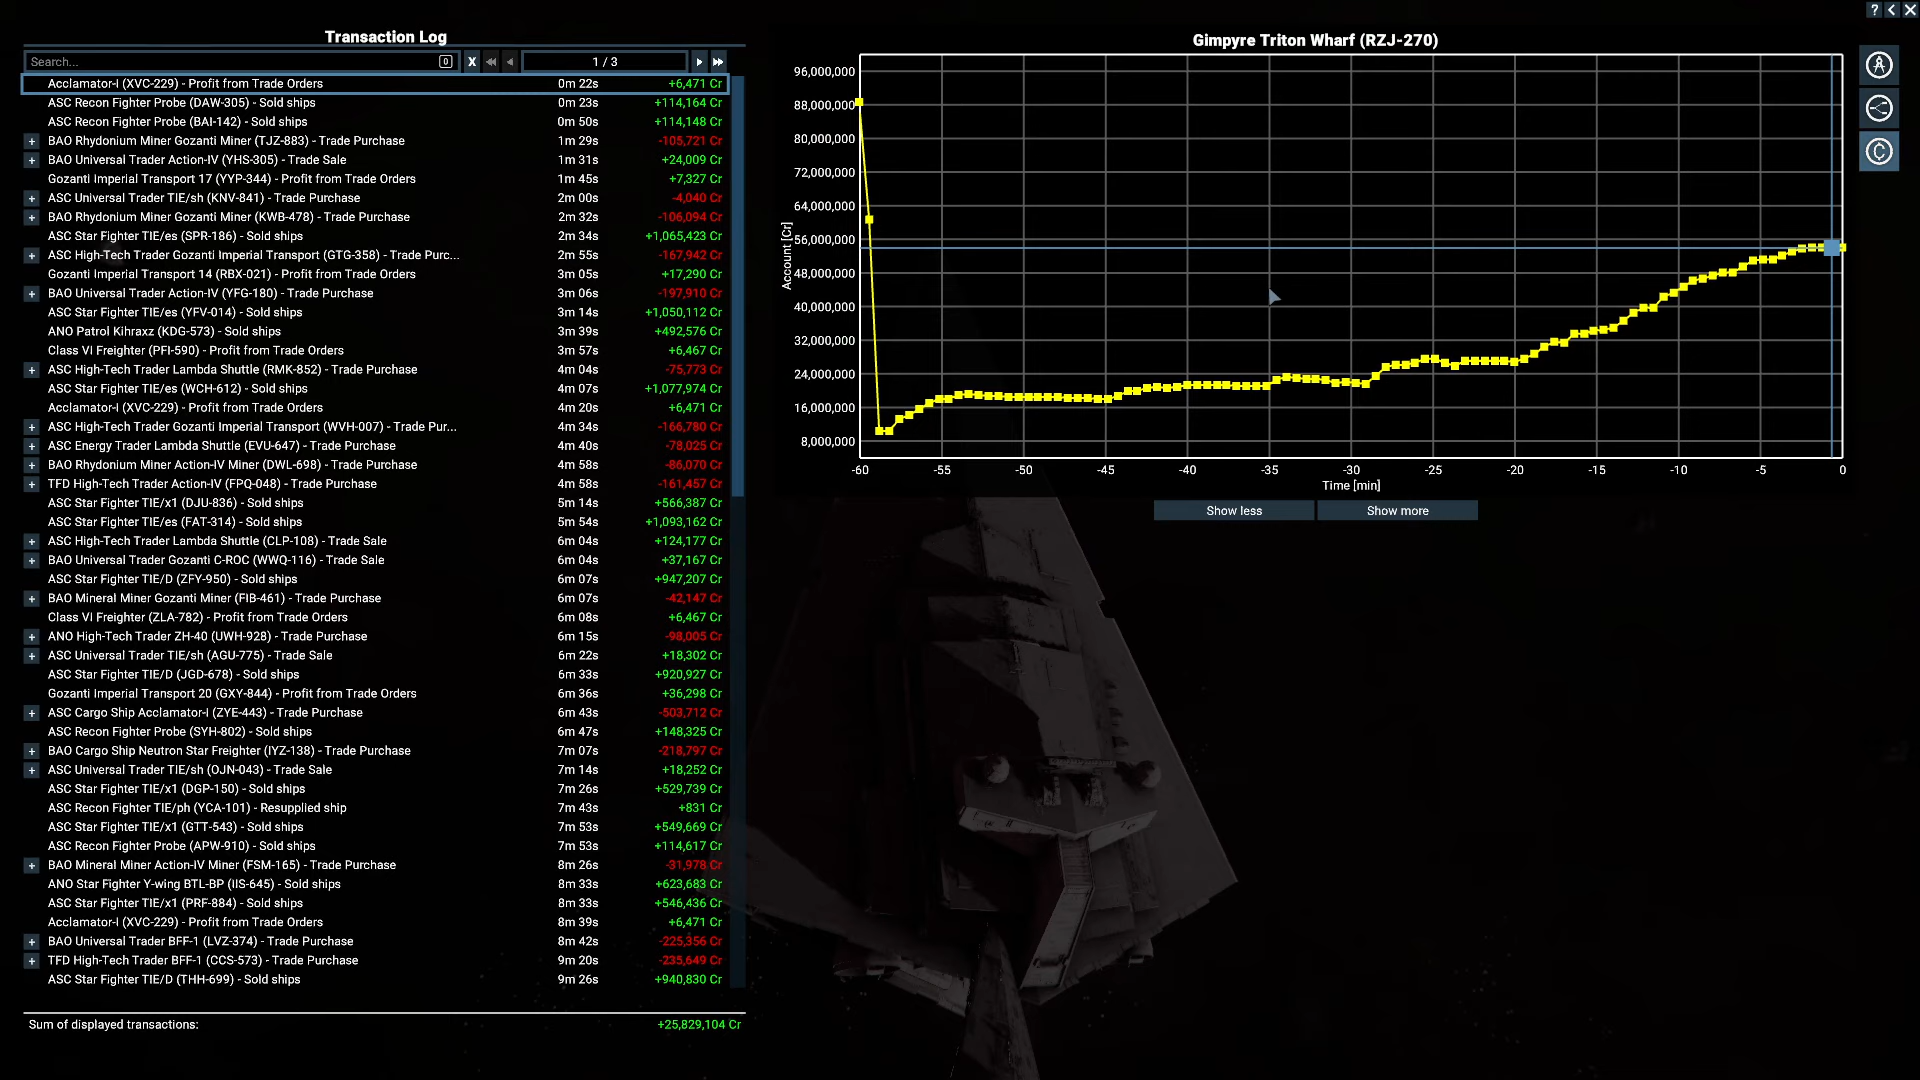 Transaction Log
Search... 0 X 1 / 3
Acclamator-I (XVC-229) - Profit from Trade Orders 0m 22s +6,471 Cr
ASC Recon Fighter Probe (DAW-305) - Sold ships 0m 23s +114,164 Cr
ASC Recon Fighter Probe (BAI-142) - Sold ships 0m 50s +114,148 Cr
+ BAO Rhydonium Miner Gozanti Miner (TJZ-883) - Trade Purchase 1m 29s -105,721 Cr
+ BAO Universal Trader Action-IV (YHS-305) - Trade Sale 1m 31s +24,009 Cr
Gozanti Imperial Transport 17 (YYP-344) - Profit from Trade Orders 1m 45s +7,327 Cr
+ ASC Universal Trader TIE/sh (KNV-841) - Trade Purchase 2m 00s -4,040 Cr
+ BAO Rhydonium Miner Gozanti Miner (KWB-478) - Trade Purchase 2m 32s -106,094 Cr
ASC Star Fighter TIE/es (SPR-186) - Sold ships 2m 34s +1,065,423 Cr
+ ASC High-Tech Trader Gozanti Imperial Transport (GTG-358) - Trade Purc... 2m 55s -167,942 Cr
Gozanti Imperial Transport 14 (RBX-021) - Profit from Trade Orders 3m 05s +17,290 Cr
+ BAO Universal Trader Action-IV (YFG-180) - Trade Purchase 3m 06s -197,910 Cr
ASC Star Fighter TIE/es (YFV-014) - Sold ships 3m 14s +1,050,112 Cr
ANO Patrol Kihraxz (KDG-573) - Sold ships 3m 39s +492,576 Cr
Class VI Freighter (PFI-590) - Profit from Trade Orders 3m 57s +6,467 Cr
+ ASC High-Tech Trader Lambda Shuttle (RMK-852) - Trade Purchase 4m 04s -75,773 Cr
ASC Star Fighter TIE/es (WCH-612) - Sold ships 4m 07s +1,077,974 Cr
Acclamator-I (XVC-229) - Profit from Trade Orders 4m 20s +6,471 Cr
+ ASC High-Tech Trader Gozanti Imperial Transport (WVH-007) - Trade Pur... 4m 34s -166,780 Cr
+ ASC Energy Trader Lambda Shuttle (EVU-647) - Trade Purchase 4m 40s -78,025 Cr
+ BAO Rhydonium Miner Action-IV Miner (DWL-698) - Trade Purchase 4m 58s -86,070 Cr
+ TFD High-Tech Trader Action-IV (FPQ-048) - Trade Purchase 4m 58s -161,457 Cr
ASC Star Fighter TIE/x1 (DJU-836) - Sold ships 5m 14s +566,387 Cr
ASC Star Fighter TIE/es (FAT-314) - Sold ships 5m 54s +1,093,162 Cr
+ ASC High-Tech Trader Lambda Shuttle (CLP-108) - Trade Sale 6m 04s +124,177 Cr
+ BAO Universal Trader Gozanti C-ROC (WWQ-116) - Trade Sale 6m 04s +37,167 Cr
ASC Star Fighter TIE/D (ZFY-950) - Sold ships 6m 07s +947,207 Cr
+ BAO Mineral Miner Gozanti Miner (FIB-461) - Trade Purchase 6m 07s -42,147 Cr
Class VI Freighter (ZLA-782) - Profit from Trade Orders 6m 08s +6,467 Cr
+ ANO High-Tech Trader ZH-40 (UWH-928) - Trade Purchase 6m 15s -98,005 Cr
+ ASC Universal Trader TIE/sh (AGU-775) - Trade Sale 6m 22s +18,302 Cr
ASC Star Fighter TIE/D (JGD-678) - Sold ships 6m 33s +920,927 Cr
Gozanti Imperial Transport 20 (GXY-844) - Profit from Trade Orders 6m 36s +36,298 Cr
+ ASC Cargo Ship Acclamator-I (ZYE-443) - Trade Purchase 6m 43s -503,712 Cr
ASC Recon Fighter Probe (SYH-802) - Sold ships 6m 47s +148,325 Cr
+ BAO Cargo Ship Neutron Star Freighter (IYZ-138) - Trade Purchase 7m 07s -218,797 Cr
+ ASC Universal Trader TIE/sh (OJN-043) - Trade Sale 7m 14s +18,252 Cr
ASC Star Fighter TIE/x1 (DGP-150) - Sold ships 7m 26s +529,739 Cr
ASC Recon Fighter TIE/ph (YCA-101) - Resupplied ship 7m 43s +831 Cr
ASC Star Fighter TIE/x1 (GTT-543) - Sold ships 7m 53s +549,669 Cr
ASC Recon Fighter Probe (APW-910) - Sold ships 7m 53s +114,617 Cr
+ BAO Mineral Miner Action-IV Miner (FSM-165) - Trade Purchase 8m 26s -31,978 Cr
ANO Star Fighter Y-wing BTL-BP (IIS-645) - Sold ships 8m 33s +623,683 Cr
ASC Star Fighter TIE/x1 (PRF-884) - Sold ships 8m 33s +546,436 Cr
Acclamator-I (XVC-229) - Profit from Trade Orders 8m 39s +6,471 Cr
+ BAO Universal Trader BFF-1 (LVZ-374) - Trade Purchase 8m 42s -225,356 Cr
+ TFD High-Tech Trader BFF-1 (CCS-573) - Trade Purchase 9m 20s -235,649 Cr
ASC Star Fighter TIE/D (THH-699) - Sold ships 9m 26s +940,830 Cr
Sum of displayed transactions: +25,829,104 Cr
? < X
Gimpyre Triton Wharf (RZJ-270)
Account [Cr]
96,000,000
88,000,000
80,000,000
72,000,000
64,000,000
56,000,000
48,000,000
40,000,000
32,000,000
24,000,000
16,000,000
8,000,000
-60 -55 -50 -45 -40 -35 -30 -25 -20 -15 -10 -5 0
Time [min]
Show less Show more